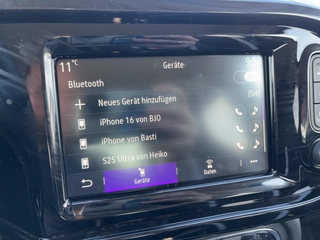 11°C
Geräte
Bluetooth
Neues Gerät hinzufügen
iPhone 16 von BJO
iPhone von Basti
S25 Ultra von Heiko
Geräte
Daten